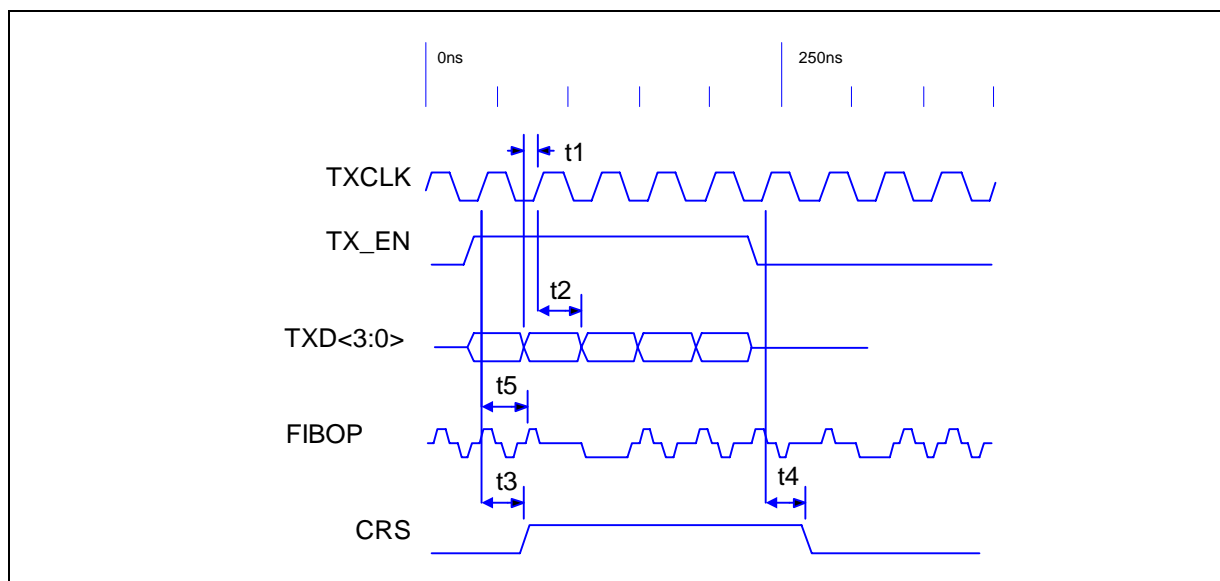 0ns
250ns
t1
TXCLK
TX_EN
t2
TXD<3:0>
t5
FIBOP
t3
t4
CRS